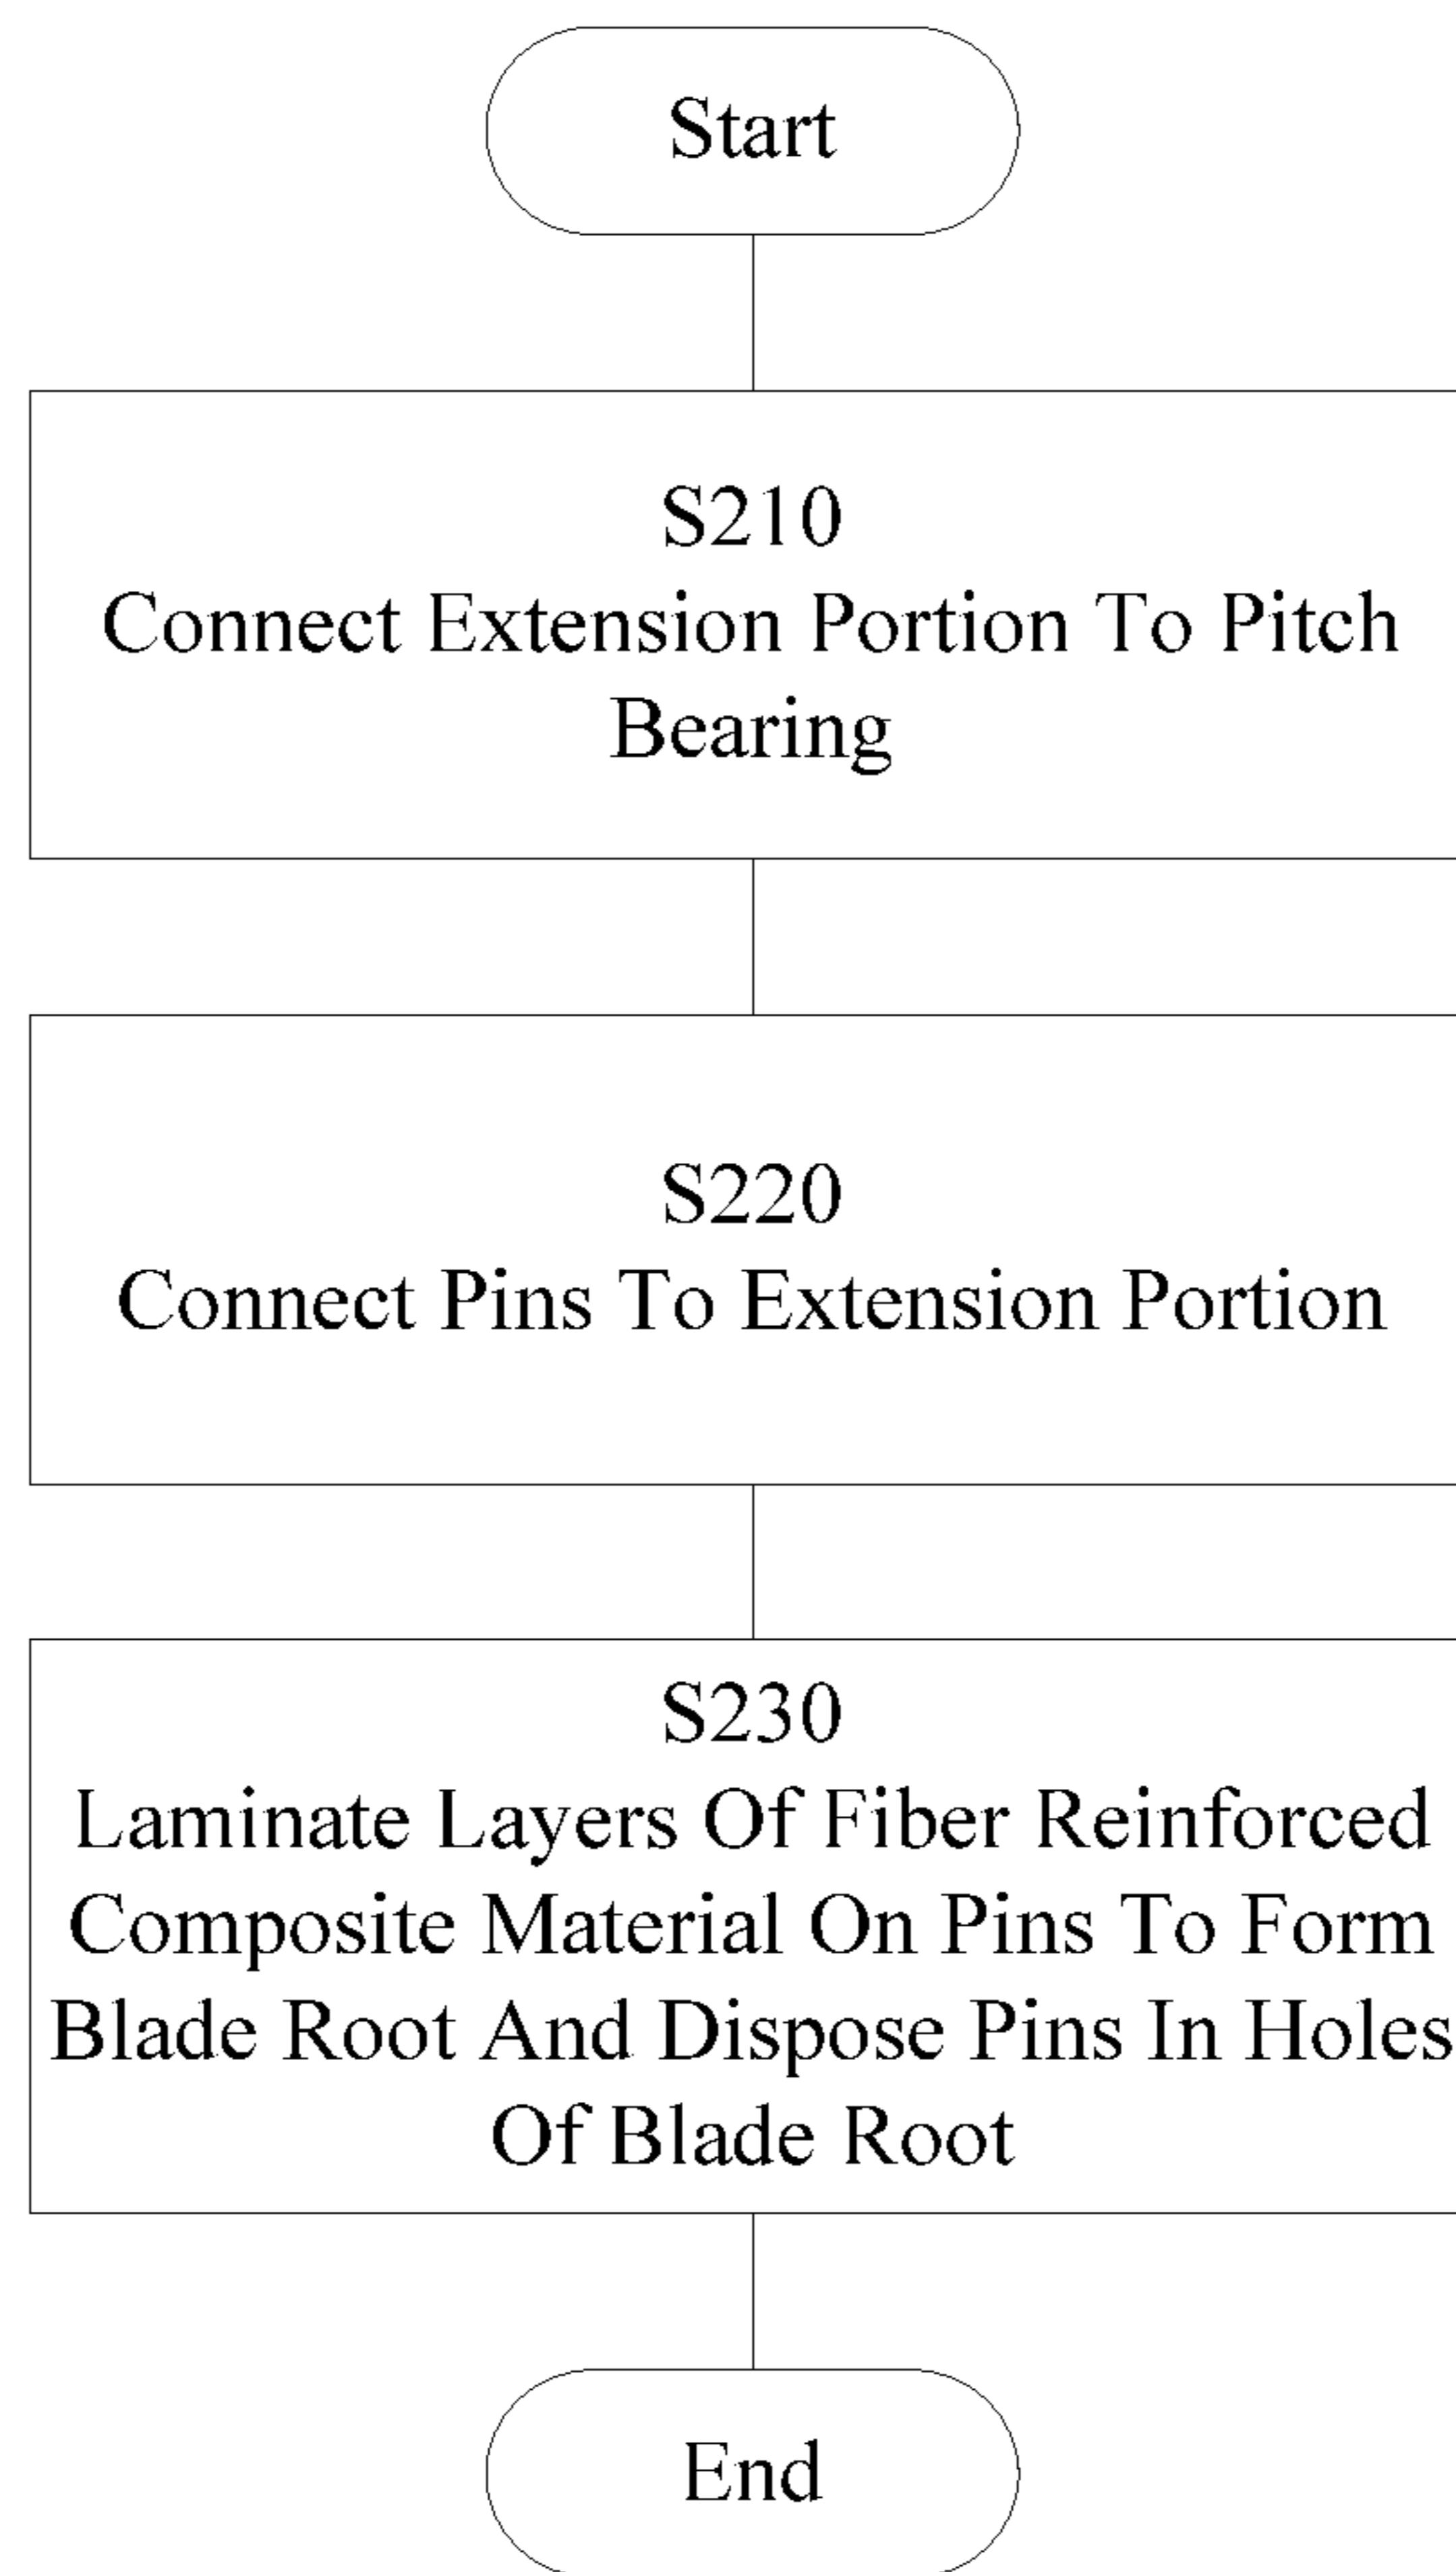 Start
S210
Connect Extension Portion To Pitch
Bearing
S220
Connect Pins To Extension Portion
S230
Laminate Layers Of Fiber Reinforced
Composite Material On Pins To Form
Blade Root And Dispose Pins In Holes
Of Blade Root
End